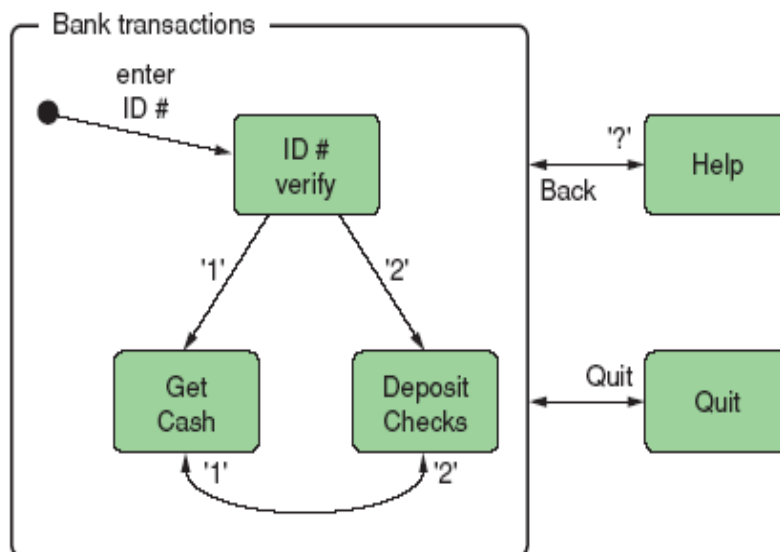 Bank transactions
enter
ID #
ID #
verify
'?'
Help
Back
'1'
'2'
Get
Cash
Deposit
Checks
Quit
Quit
'1'
'2'